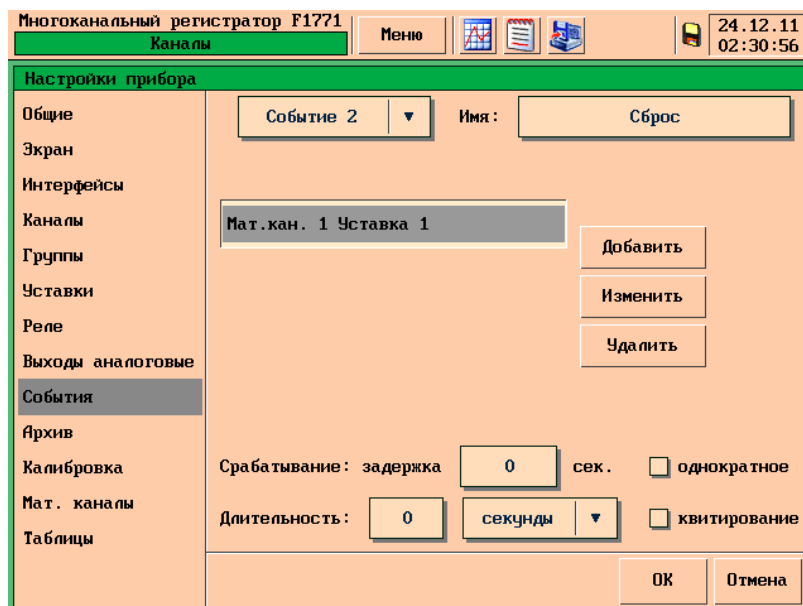 Многоканальный регистратор F1771
Каналы
Меню
24.12.11
02:30:56
Настройки прибора
Общие
Экран
Интерфейсы
Каналы
Группы
Уставки
Реле
Выходы аналоговые
События
Архив
Калибровка
Мат. каналы
Таблицы
Событие 2
Имя:
Сброс
Мат.кан. 1 Уставка 1
Добавить
Изменить
Удалить
Срабатывание: задержка 0 сек. однократное
Длительность: 0 секунды квитирование
ОК
Отмена